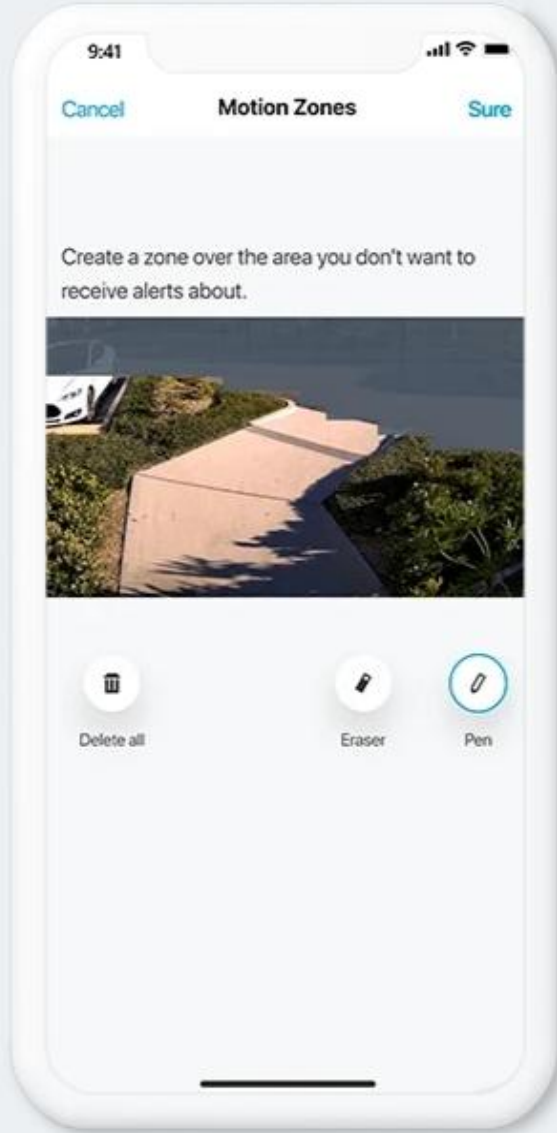 9:41
Cancel Motion Zones Sure
Create a zone over the area you don't want to
receive alerts about.
Delete all Eraser Pen